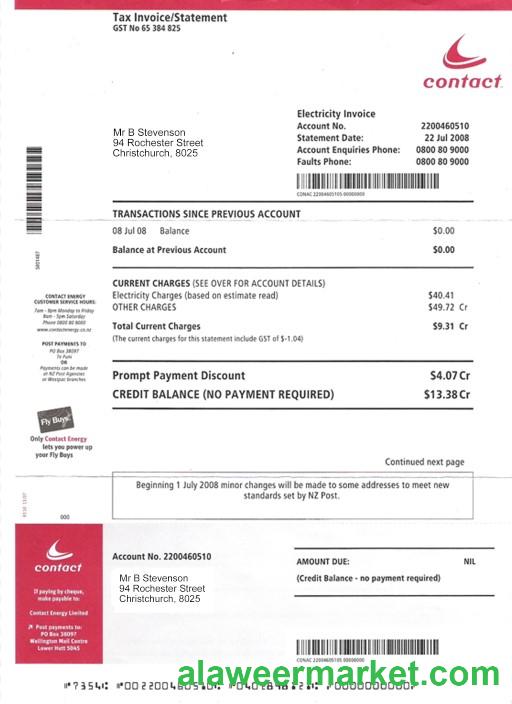 Tax Invoice/Statement
GST No 65 384 825
contact
Mr B Stevenson
94 Rochester Street
Christchurch, 8025
Electricity Invoice
Account No. 2200460510
Statement Date: 22 Jul 2008
Account Enquiries Phone: 0800 80 9000
Faults Phone: 0800 80 9000
TRANSACTIONS SINCE PREVIOUS ACCOUNT
08 Jul 08 Balance $0.00
Balance at Previous Account $0.00
CURRENT CHARGES (SEE OVER FOR ACCOUNT DETAILS)
Electricity Charges (based on estimate read) $40.41
OTHER CHARGES $49.72 Cr
Total Current Charges $9.31 Cr
(The current charges for this statement include GST of $-1.04)
Prompt Payment Discount $4.07 Cr
CREDIT BALANCE (NO PAYMENT REQUIRED) $13.38 Cr
CONTACT ENERGY
CUSTOMER SERVICE HOURS:
7am - 9pm Monday to Friday
8am - 5pm Saturday
Phone 0800 80 9000
www.contactenergy.co.nz
POST PAYMENTS TO
PO Box 38097
Te Puni
OR
Payments can be made
at NZ Post Agencies
or Westpac branches
Fly Buys
Only Contact Energy
lets you power up
your Fly Buys
Continued next page
Beginning 1 July 2008 minor changes will be made to some addresses to meet new
standards set by NZ Post.
000
contact
If paying by cheque,
make payable to:
Contact Energy Limited
Post payments to:
PO Box 38097
Wellington Mail Centre
Lower Hutt 5045
Account No. 2200460510
Mr B Stevenson
94 Rochester Street
Christchurch, 8025
AMOUNT DUE: NIL
(Credit Balance - no payment required)
alaweermarket.com